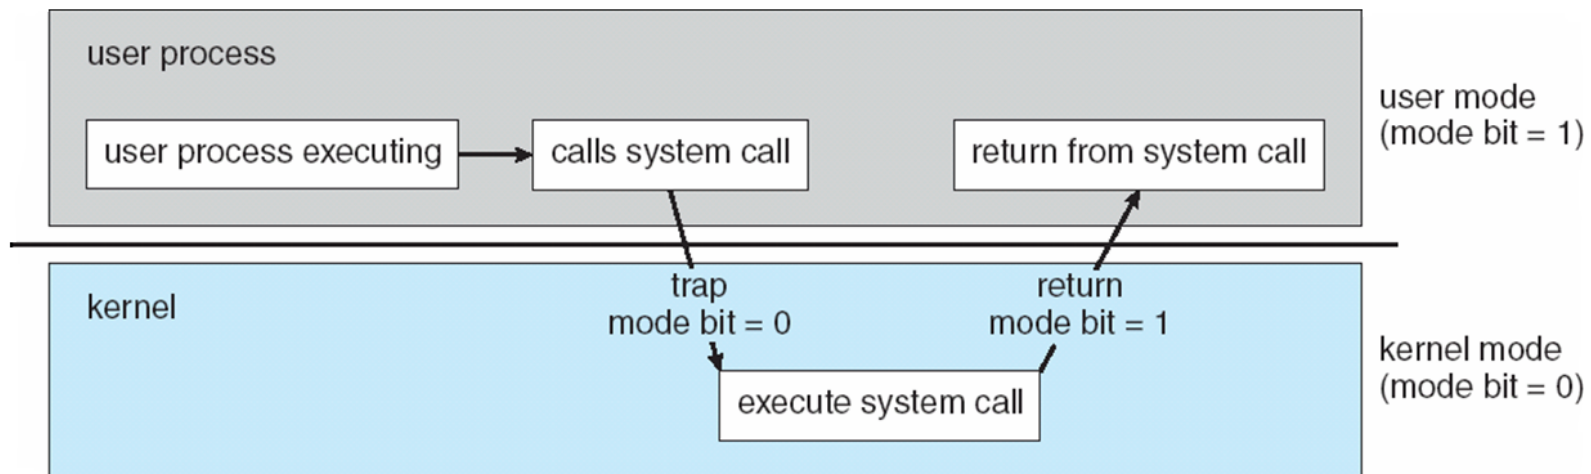 user process
user process executing
calls system call
return from system call
user mode
(mode bit = 1)
kernel
trap
mode bit = 0
return
mode bit = 1
execute system call
kernel mode
(mode bit = 0)